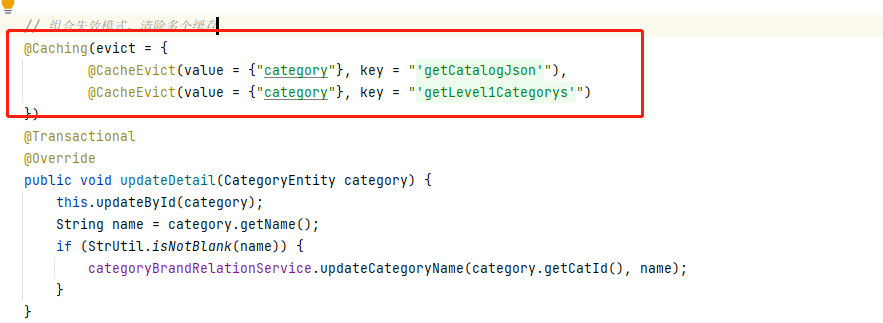 // 组合失效模式，清除多个缓存
@Caching(evict = {
        @CacheEvict(value = {"category"}, key = "'getCatalogJson'"),
        @CacheEvict(value = {"category"}, key = "'getLevel1Categorys'")
})
@Transactional
@Override
public void updateDetail(CategoryEntity category) {
    this.updateById(category);
    String name = category.getName();
    if (StrUtil.isNotBlank(name)) {
        categoryBrandRelationService.updateCategoryName(category.getCatId(), name);
    }
}